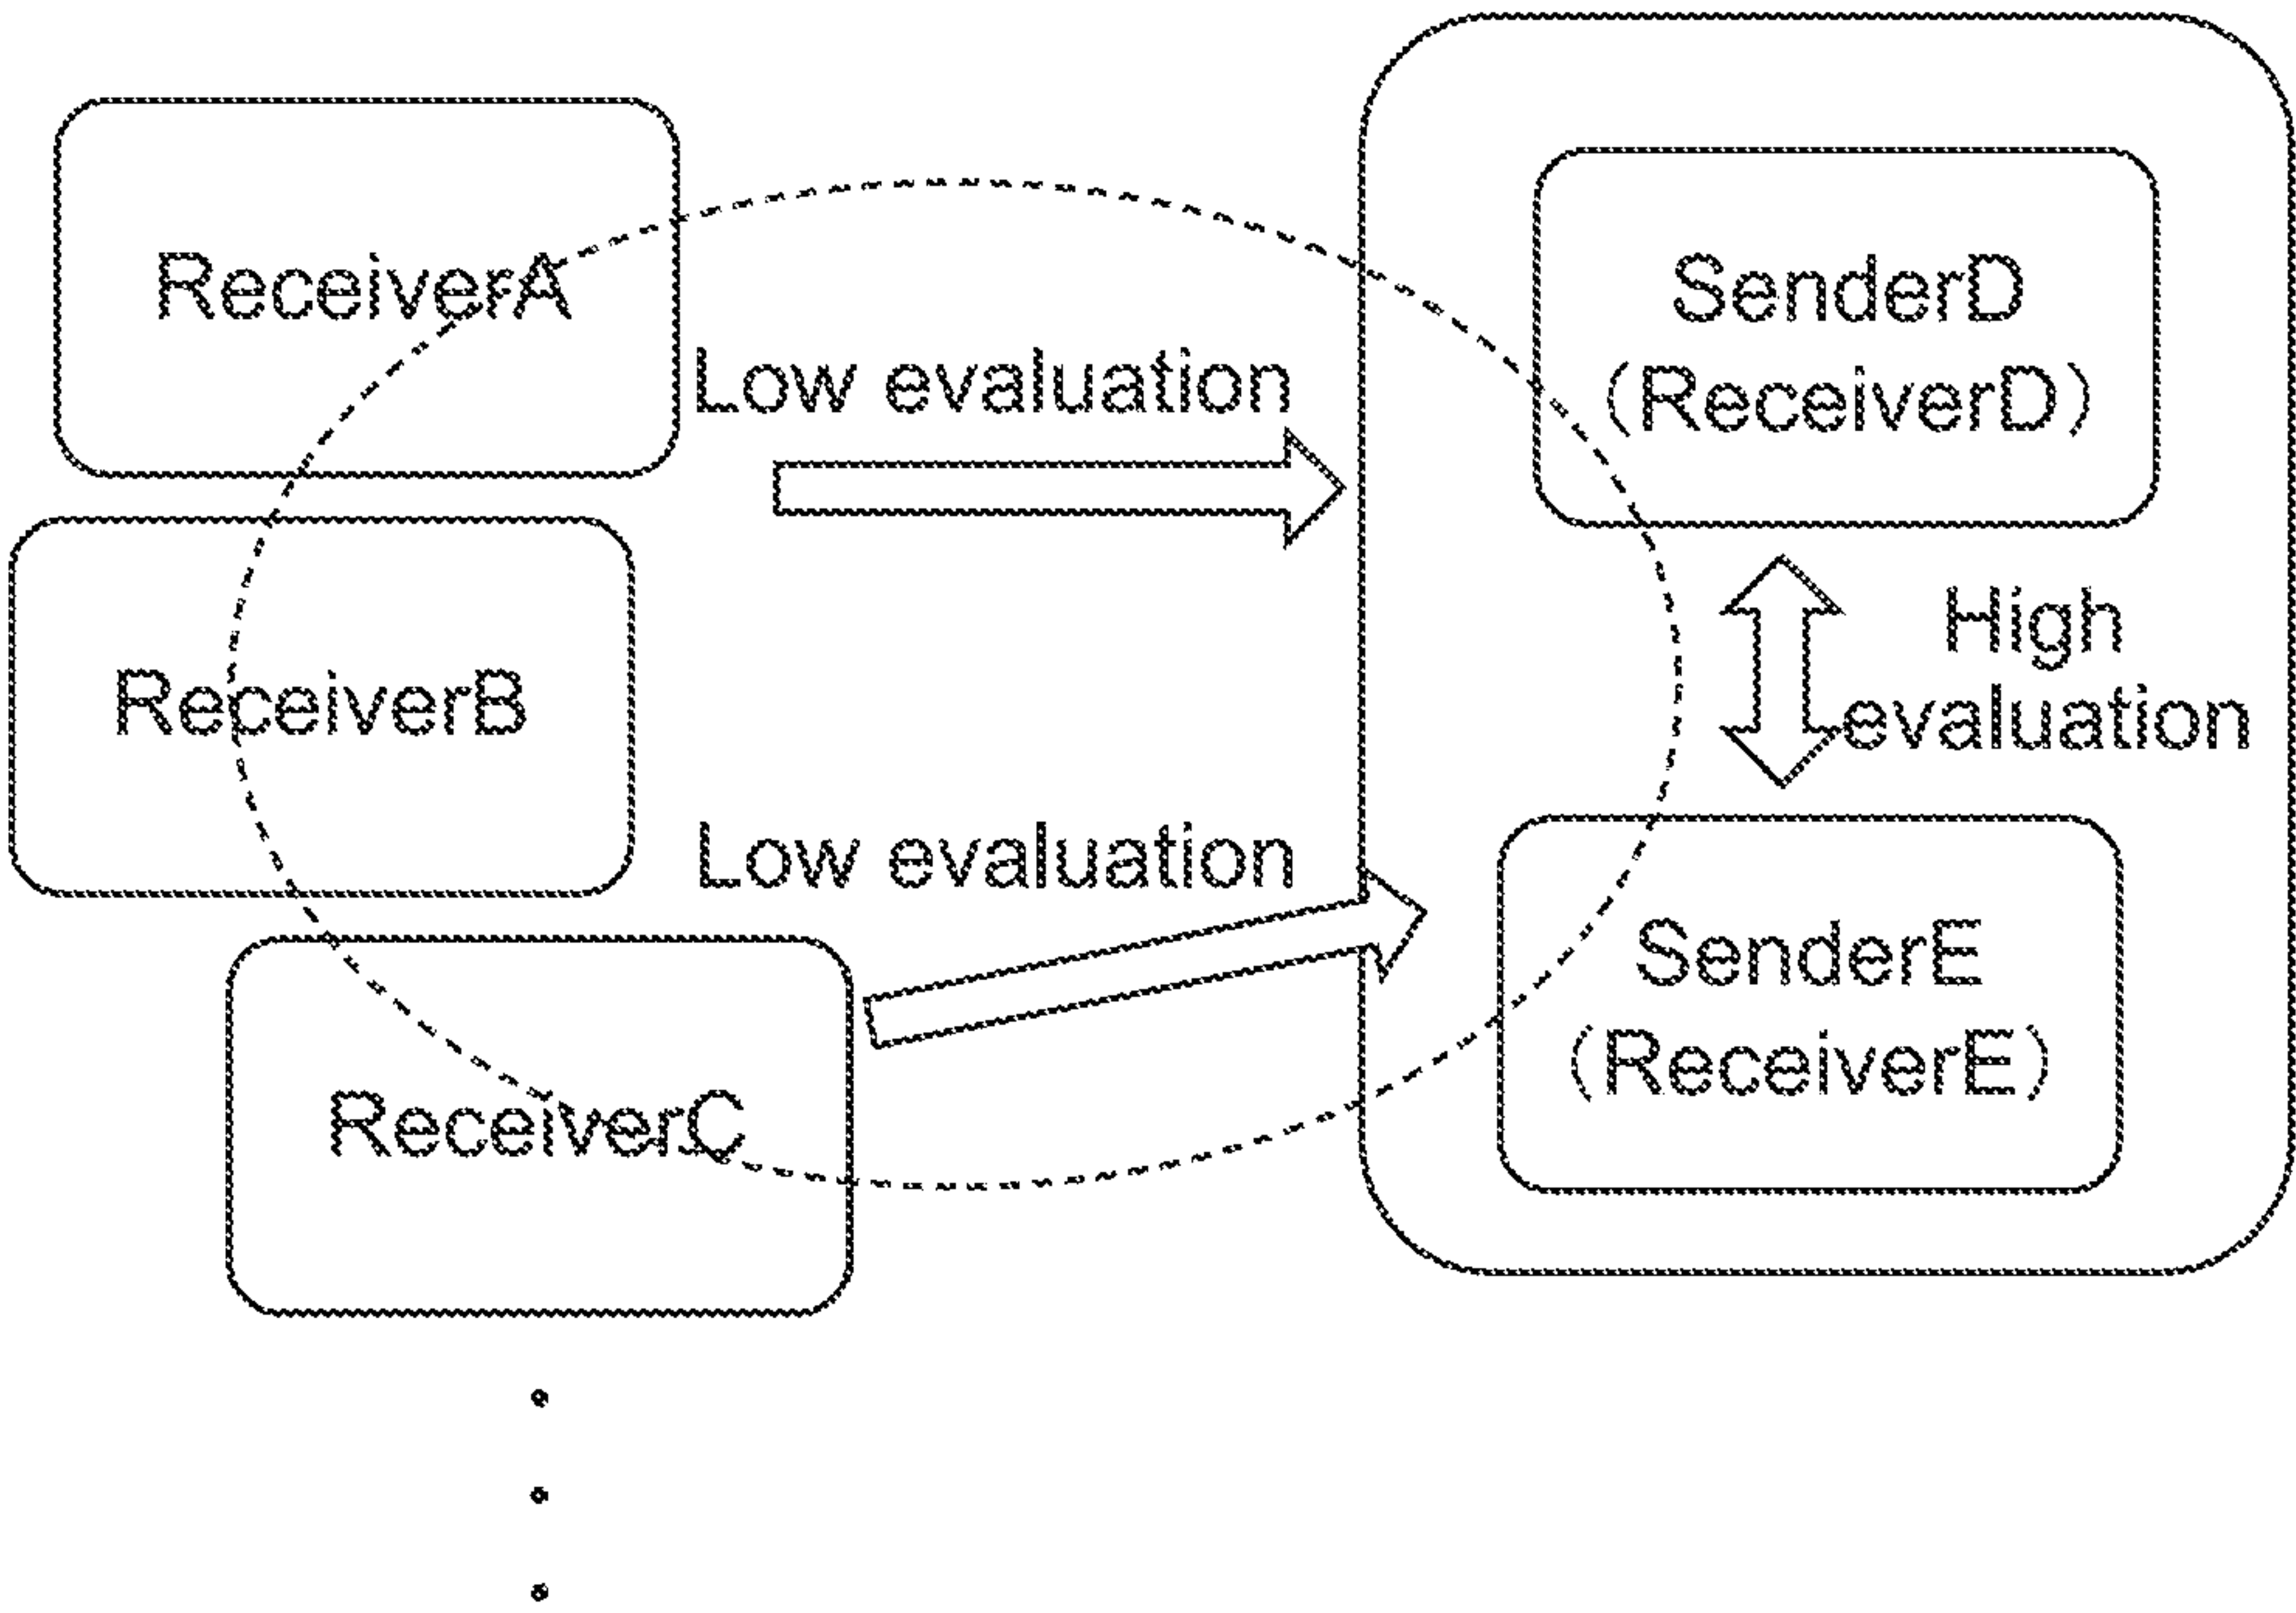 ReceiverA
Low evaluation
ReceiverB
Low evaluation
ReceiverC
SenderD
(ReceiverD)
High
evaluation
SenderE
(ReceiverE)